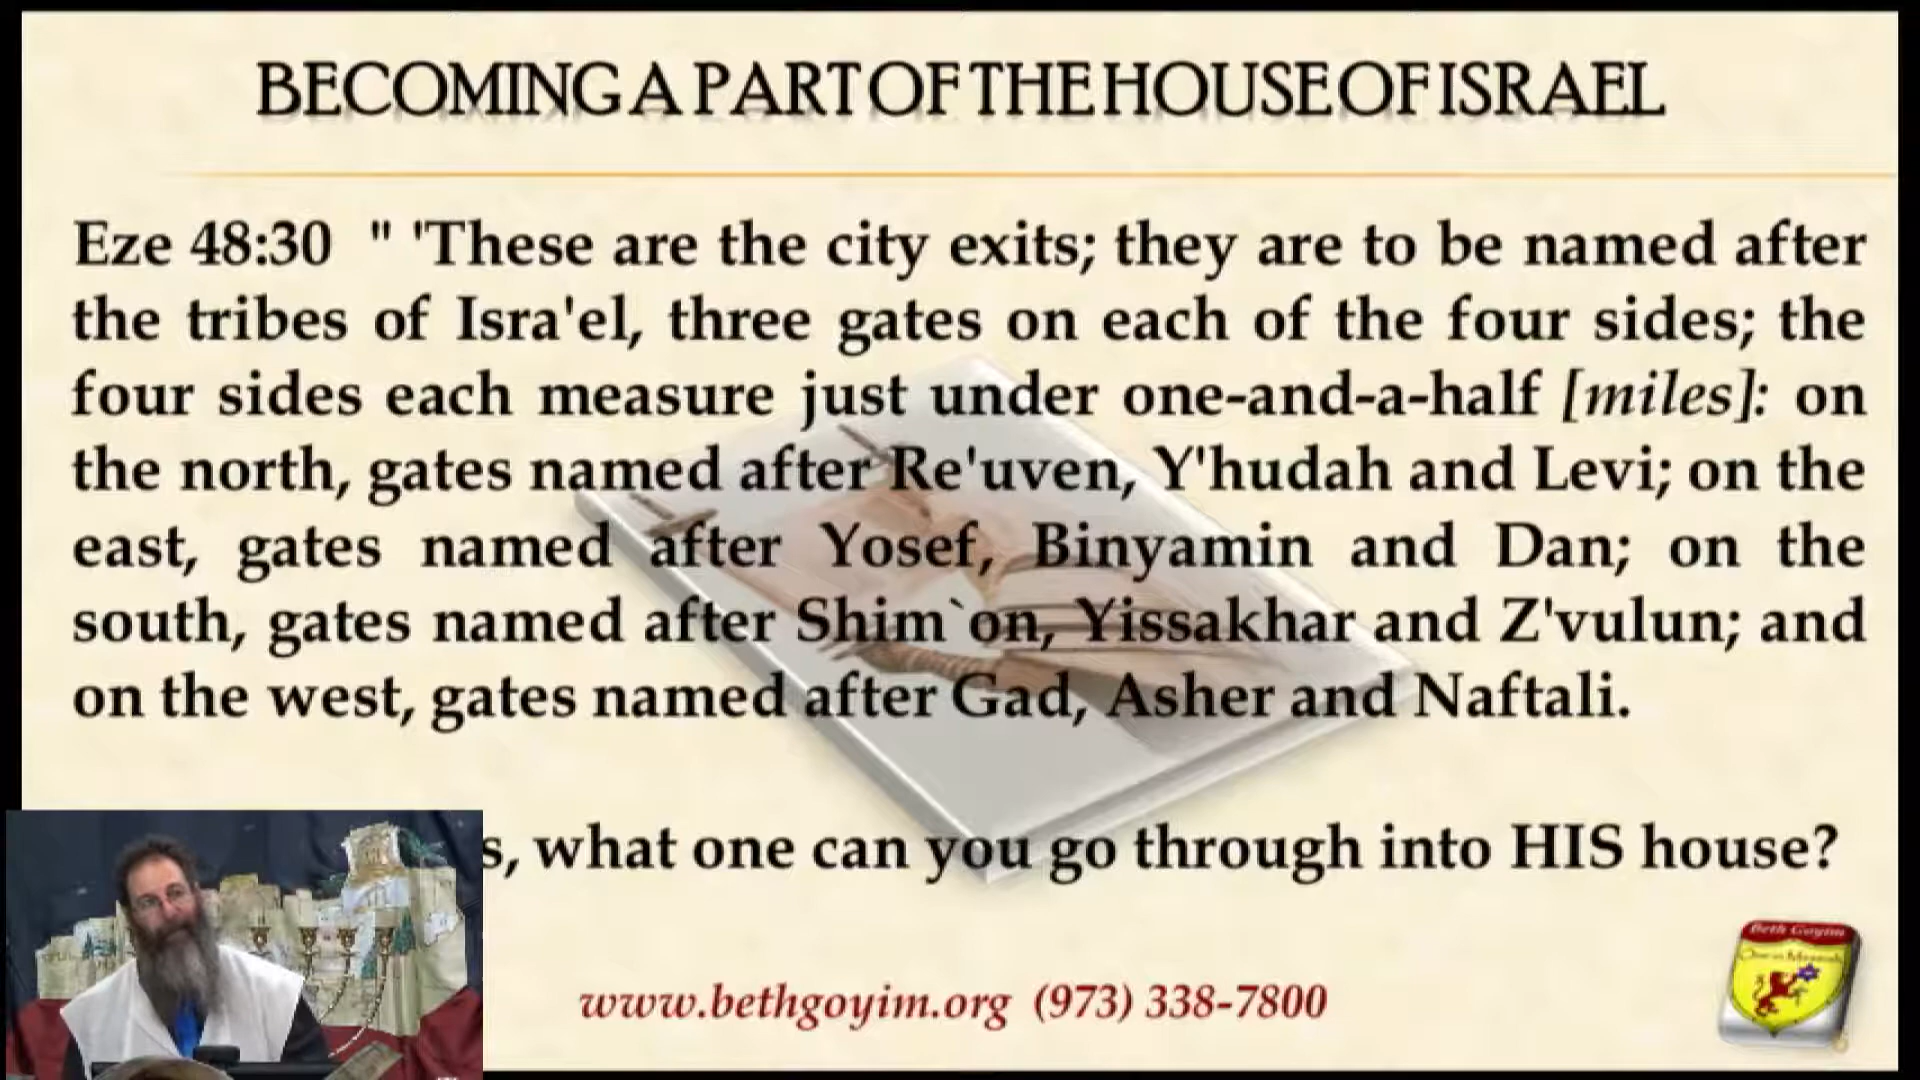 BECOMING A PART OF THE HOUSE OF ISRAEL
Eze 48:30 " 'These are the city exits; they are to be named after
the tribes of Isra'el, three gates on each of the four sides; the
four sides each measure just under one-and-a-half [miles]: on
the north, gates named after Re'uven, Y'hudah and Levi; on the
east, gates named after Yosef, Binyamin and Dan; on the
south, gates named after Shim`on, Yissakhar and Z'vulun; and
on the west, gates named after Gad, Asher and Naftali.
s, what one can you go through into HIS house?
www.bethgoyim.org (973) 338-7800
Beth Goyim
One in Messiah